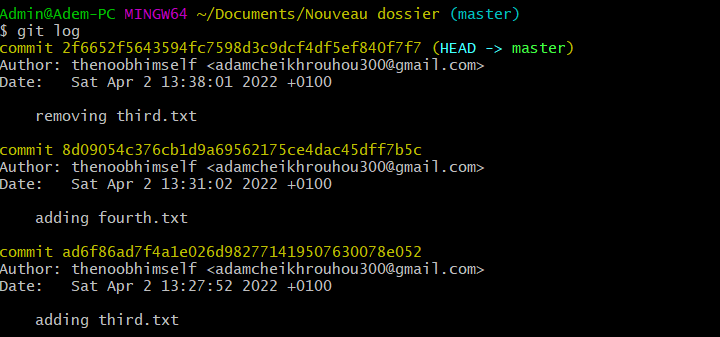 Admin@Adem-PC MINGW64 ~/Documents/Nouveau dossier (master)
$ git log
commit 2f6652f5643594fc7598d3c9dcf4df5ef840f7f7 (HEAD -> master)
Author: thenoobhimself <adamcheikhrouhou300@gmail.com>
Date:   Sat Apr 2 13:38:01 2022 +0100
    removing third.txt
commit 8d09054c376cb1d9a69562175ce4dac45dff7b5c
Author: thenoobhimself <adamcheikhrouhou300@gmail.com>
Date:   Sat Apr 2 13:31:02 2022 +0100
    adding fourth.txt
commit ad6f86ad7f4a1e026d982771419507630078e052
Author: thenoobhimself <adamcheikhrouhou300@gmail.com>
Date:   Sat Apr 2 13:27:52 2022 +0100
    adding third.txt